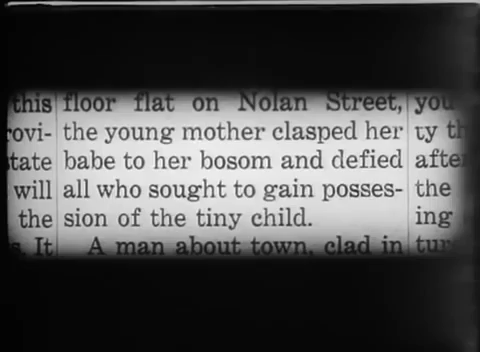 this
rovi-
tate
will
the
s. It
floor flat on Nolan Street,
the young mother clasped her
babe to her bosom and defied
all who sought to gain posses-
sion of the tiny child.
A man about town, clad in
you
ty th
afte
the
ing
tur